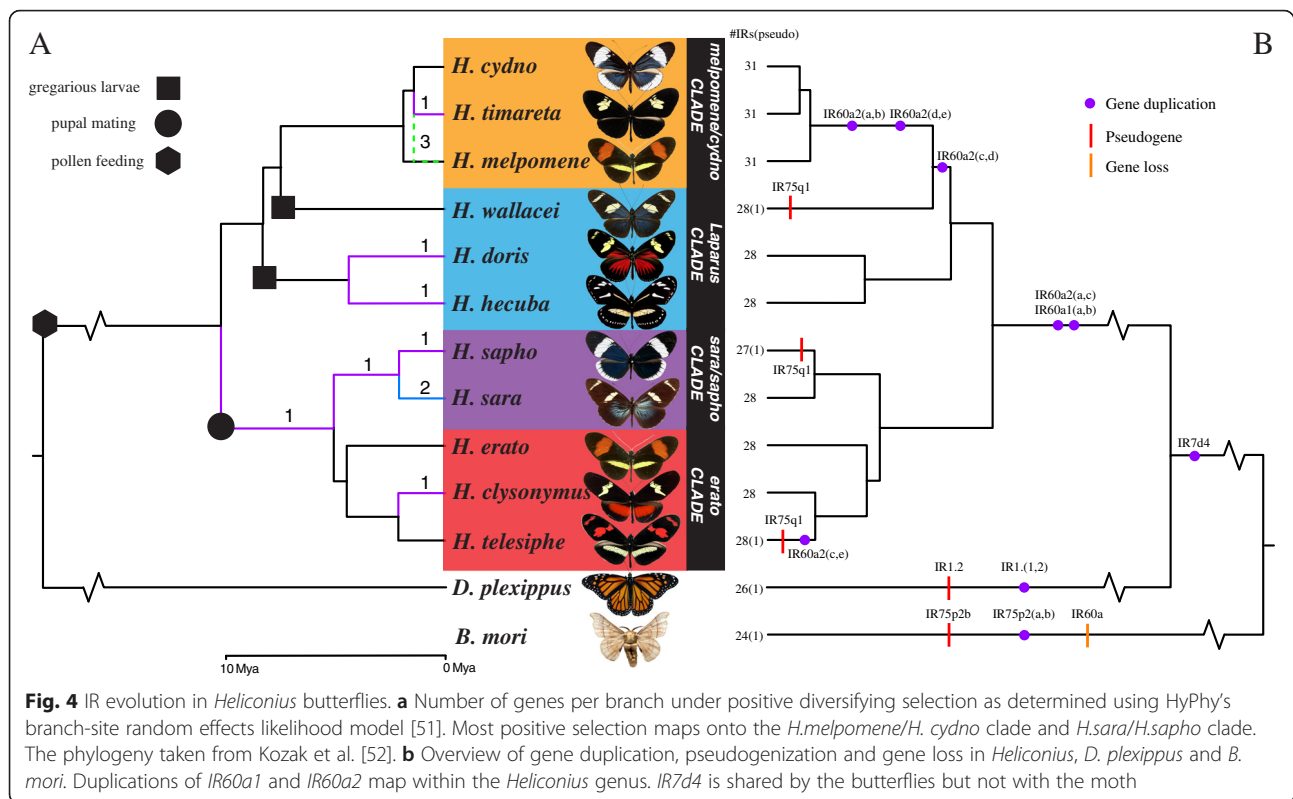 A
B
gregarious larvae
pupal mating
pollen feeding
1
3
1
1
1
1
2
1
1
H. cydno
H. timareta
H. melpomene
H. wallacei
H. doris
H. hecuba
H. sapho
H. sara
H. erato
H. clysonymus
H. telesiphe
D. plexippus
B. mori
10 Mya
0 Mya
melpomene/cydno
CLADE
Laparus
CLADE
sara/sapho
CLADE
erato
CLADE
#IRs(pseudo)
31
31
31
28(1)
28
28
27(1)
28
28
28
28(1)
26(1)
24(1)
IR60a2(a,b)
IR60a2(d,e)
IR60a2(c,d)
IR75q1
IR60a2(a,c)
IR60a1(a,b)
IR75q1
IR7d4
IR75q1
IR60a2(c,e)
IR1.2
IR1.(1,2)
IR75p2b
IR75p2(a,b)
IR60a
Gene duplication
Pseudogene
Gene loss
Fig. 4 IR evolution in Heliconius butterflies. a Number of genes per branch under positive diversifying selection as determined using HyPhy's
branch-site random effects likelihood model [51]. Most positive selection maps onto the H.melpomene/H. cydno clade and H.sara/H.sapho clade.
The phylogeny taken from Kozak et al. [52]. b Overview of gene duplication, pseudogenization and gene loss in Heliconius, D. plexippus and B.
mori. Duplications of IR60a1 and IR60a2 map within the Heliconius genus. IR7d4 is shared by the butterflies but not with the moth